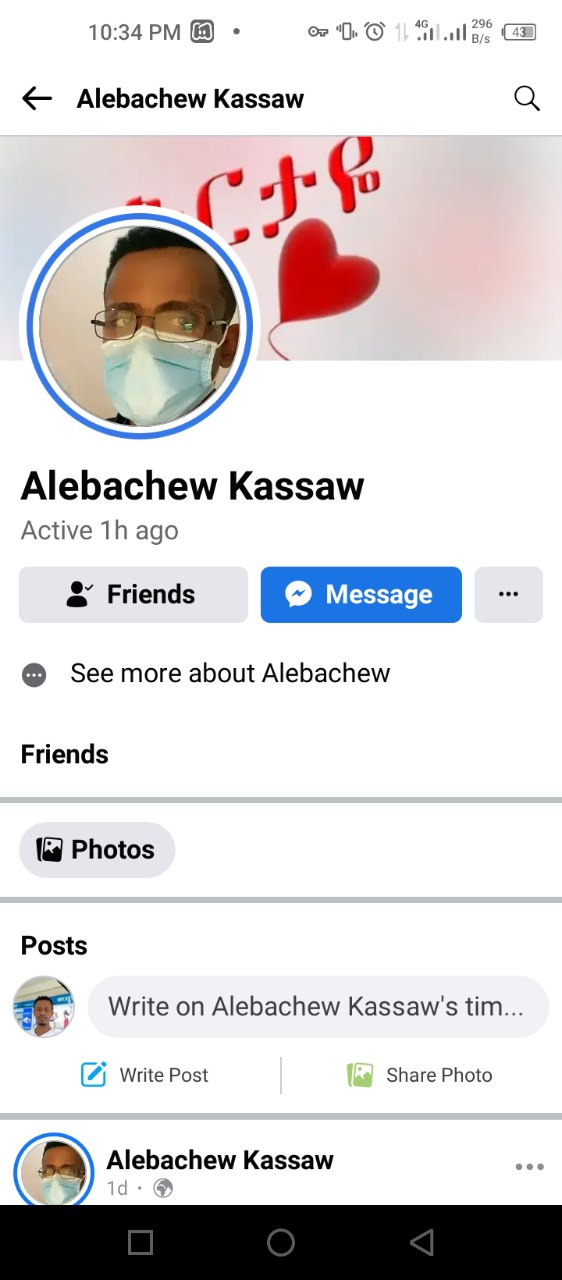 10:34 PM
4G
296
B/s
43
Alebachew Kassaw
ርታዬ
Alebachew Kassaw
Active 1h ago
Friends
Message
See more about Alebachew
Friends
Photos
Posts
Write on Alebachew Kassaw's tim...
Write Post
Share Photo
Alebachew Kassaw
1d ·